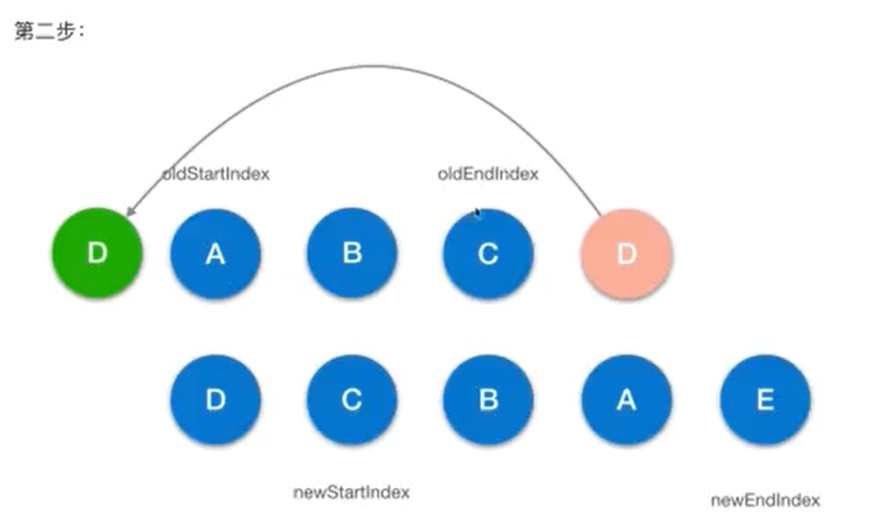 第二步：
oldStartIndex oldEndIndex
D A B C D
D C B A E
newStartIndex newEndIndex